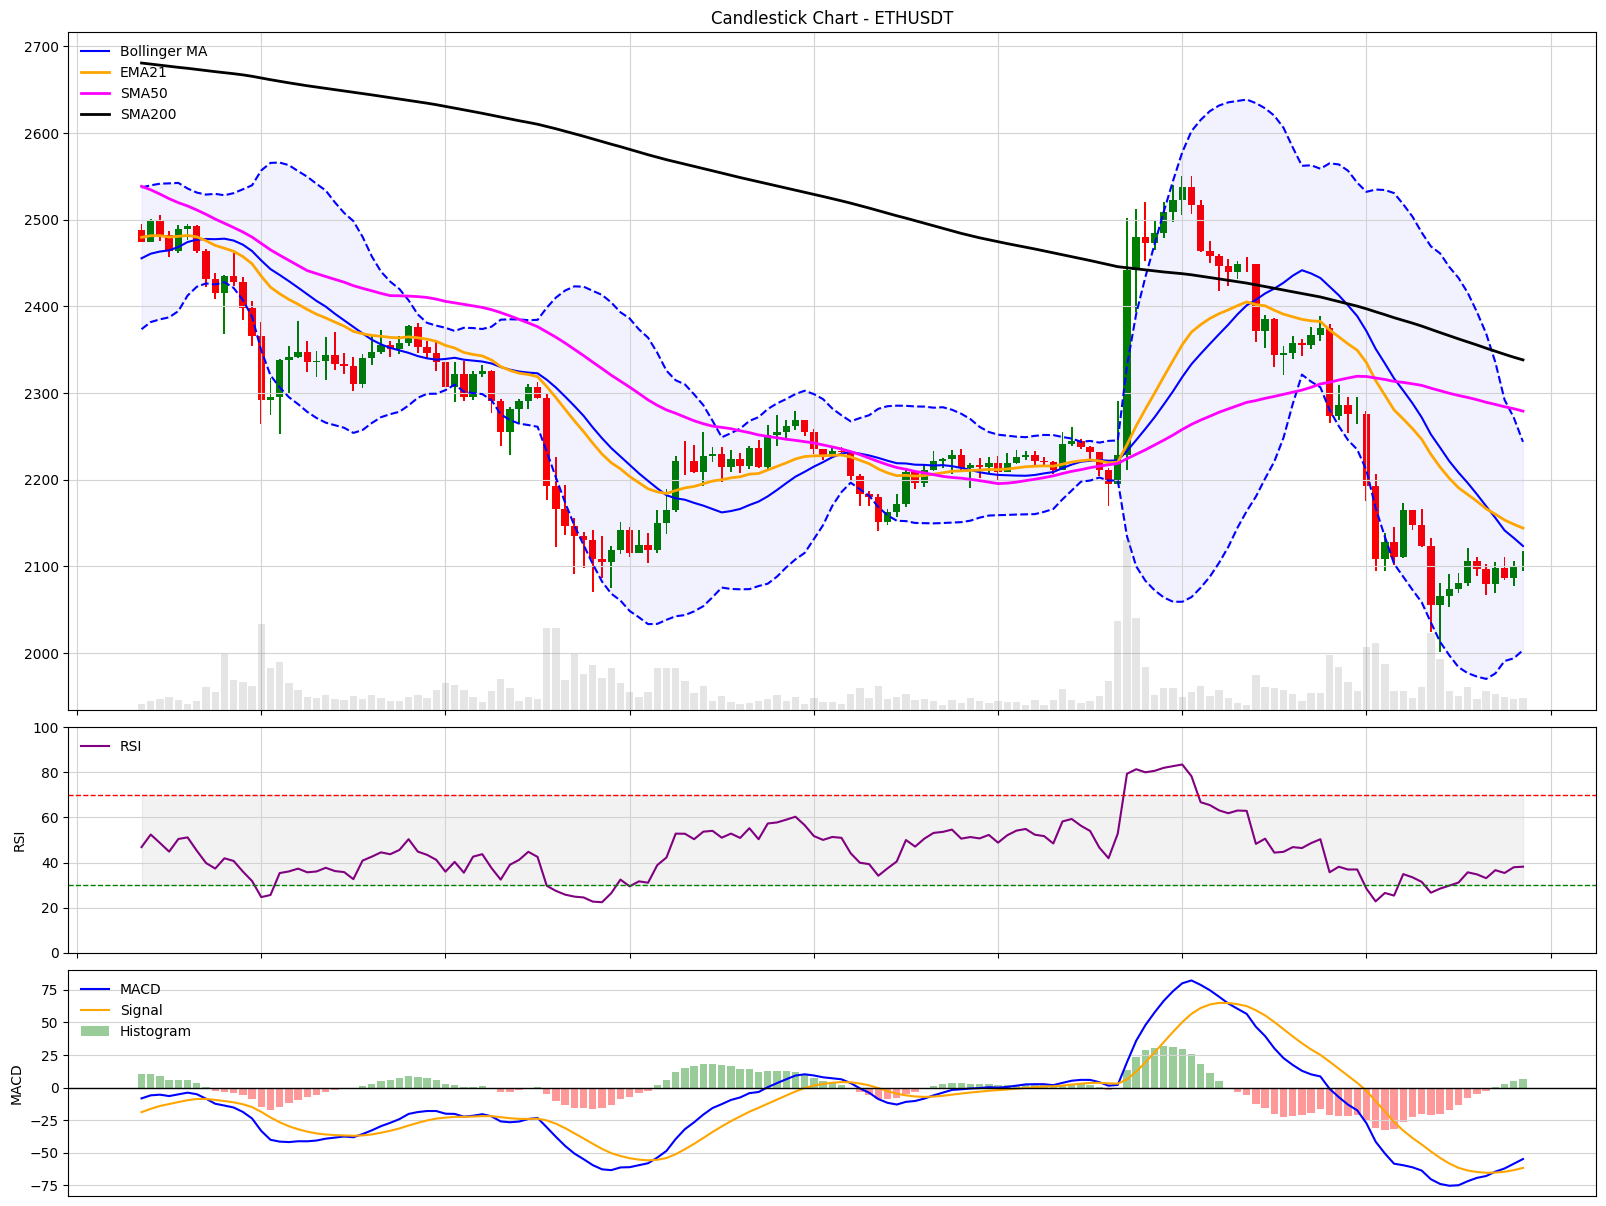 Candlestick Chart - ETHUSDT
Bollinger MA
EMA21
SMA50
SMA200
2700
2600
2500
2400
2300
2200
2100
2000
RSI
RSI
100
80
60
40
20
0
MACD
Signal
Histogram
MACD
75
50
25
0
−25
−50
−75